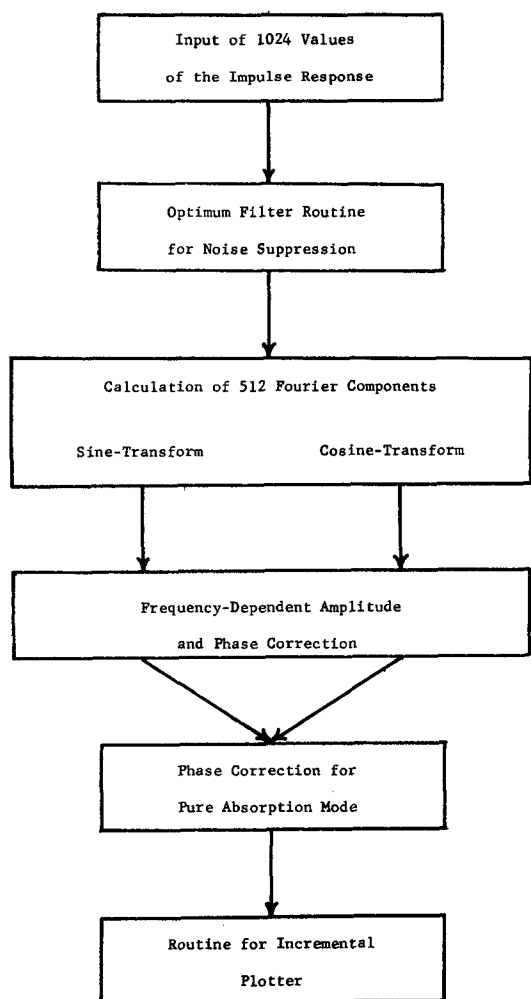 Input of 1024 Values
of the Impulse Response
Optimum Filter Routine
for Noise Suppression
Calculation of 512 Fourier Components
Sine-Transform
Cosine-Transform
Frequency-Dependent Amplitude
and Phase Correction
Phase Correction for
Pure Absorption Mode
Routine for Incremental
Plotter